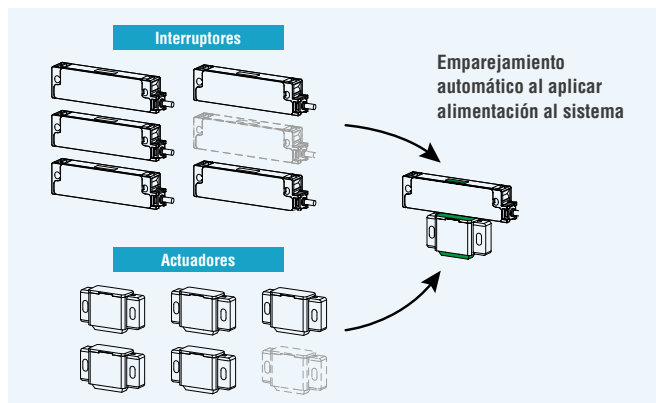 Interruptores
Emparejamiento
automático al aplicar
alimentación al sistema
Actuadores